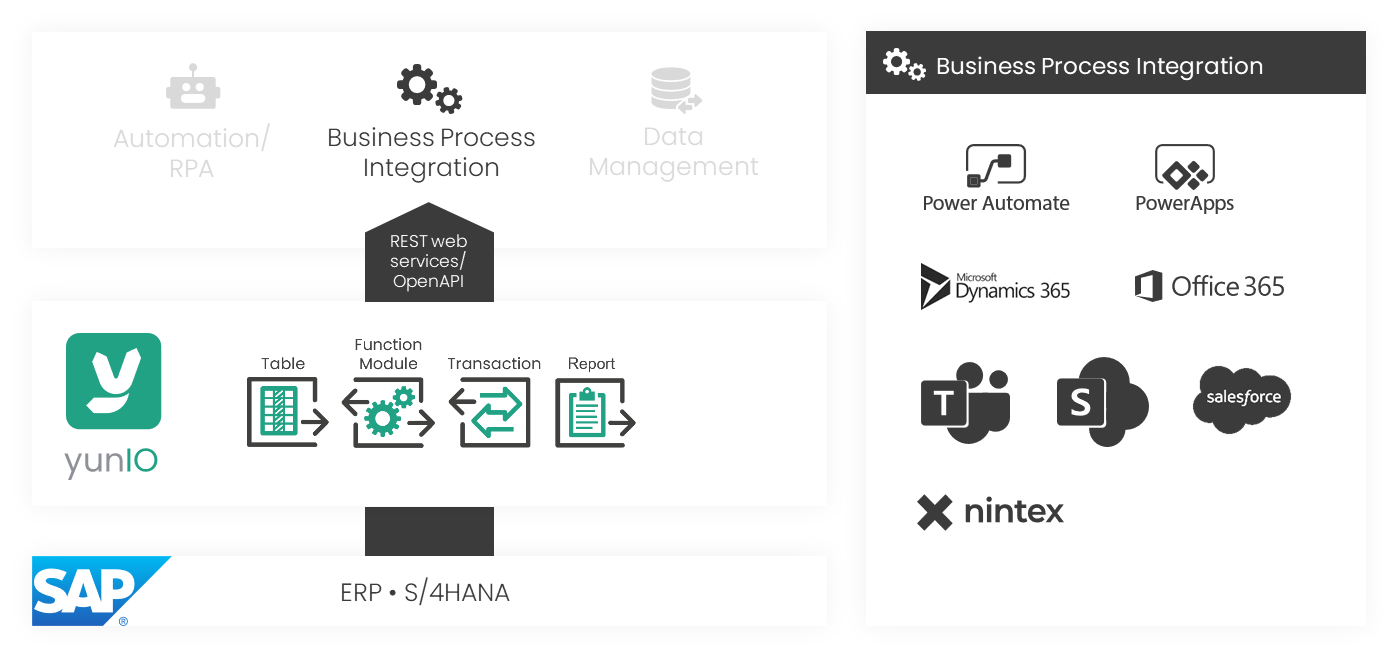 Automation/
RPA
Business Process
Integration
Data
Management
REST web
services/
OpenAPI
y
yunIO
Table
Function
Module
Transaction
Report
SAP
®
ERP • S/4HANA
Business Process Integration
Power Automate
PowerApps
Microsoft
Dynamics 365
Office 365
T
S
salesforce
nintex